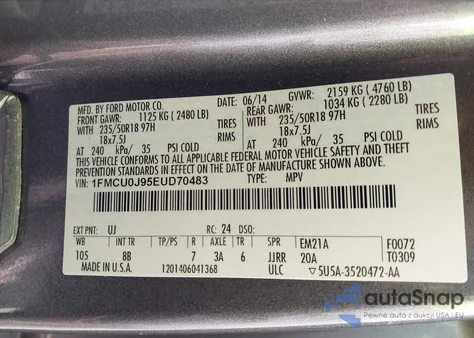 MFD. BY FORD MOTOR CO.
DATE: 06/14 GVWR: 2159 KG ( 4760 LB)
FRONT GAWR: 1125 KG ( 2480 LB) REAR GAWR: 1034 KG ( 2280 LB)
WITH 235/50R18 97H TIRES WITH 235/50R18 97H TIRES
18x7.5J RIMS 18x7.5J RIMS
AT 240 kPa/ 35 PSI COLD AT 240 kPa/ 35 PSI COLD
THIS VEHICLE CONFORMS TO ALL APPLICABLE FEDERAL MOTOR VEHICLE SAFETY, BUMPER, AND THEFT
PREVENTION STANDARDS IN EFFECT ON THE DATE OF MANUFACTURE SHOWN ABOVE.
VIN: 1FMCU0J95EUD70483
TYPE: MPV
EXT PNT: UJ RC: 24 DSO:
WB INT TR TP/PS R AXLE TR SPR EM21A F0072
105 8B 7 3A 6 JJRR 20A T0309
MADE IN U.S.A. 1201406041368 ULC 5U5A-3520472-AA
autaSnap
Auta z aukcji USA i EU